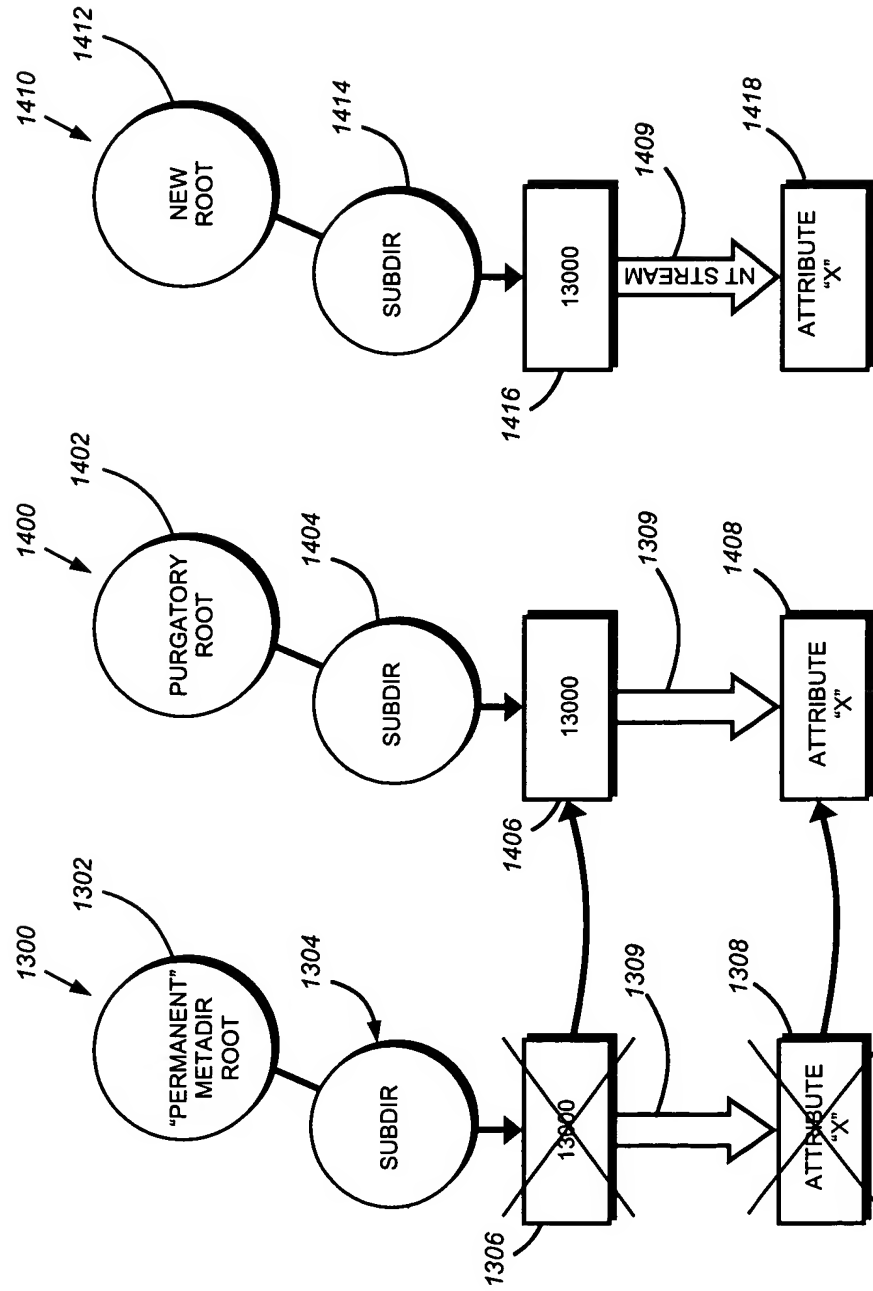 1300
1302
"PERMANENT"
METADIR
ROOT
1304
SUBDIR
13000
1306
1309
1308
ATTRIBUTE
"X"
1400
1402
PURGATORY
ROOT
1404
SUBDIR
13000
1406
1309
1408
ATTRIBUTE
"X"
1410
1412
NEW
ROOT
1414
SUBDIR
13000
1416
NT STREAM
1409
1418
ATTRIBUTE
"X"